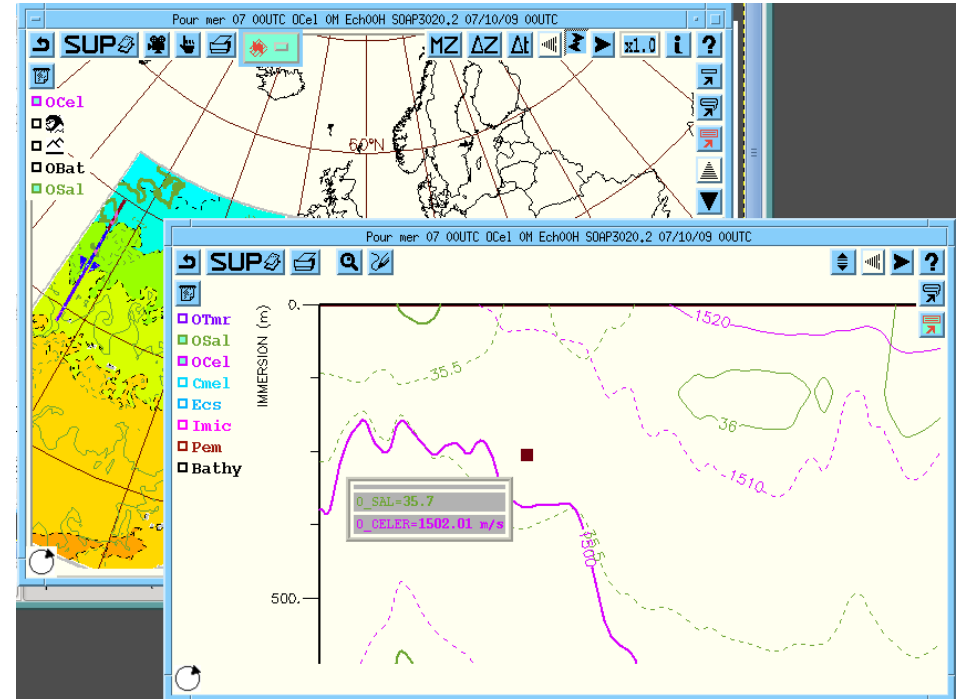 Pour mer 07 00UTC OCel 0M Ech00H SOAP3020.2 07/10/09 00UTC
SUP
MZ ΔZ Δt x1.0 i ?
OCel
OBat
OSal
60°N
Pour mer 07 00UTC OCel 0M Ech00H SOAP3020.2 07/10/09 00UTC
SUP
?
OTmr
OSal
OCel
Cmel
Ecs
Imic
Pem
Bathy
IMMERSION (m)
0.
500.
1520
35.5
36
1510
O_SAL=35.7
O_CELER=1502.01 m/s
35.5
1500